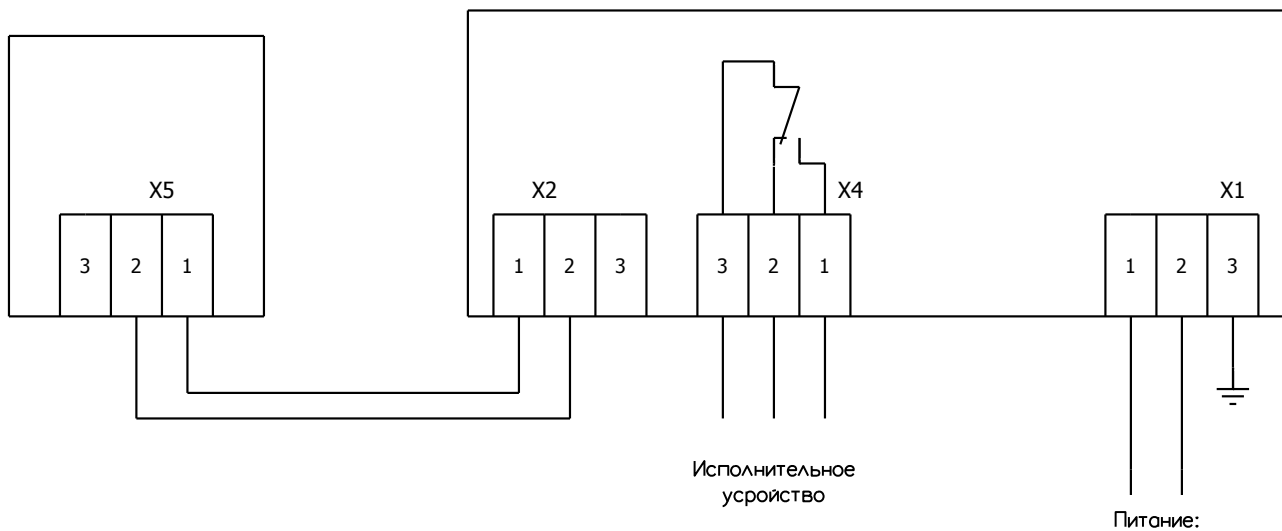 X5
X2
X4
X1
3 2 1
1 2 3
3 2 1
1 2 3
Исполнительное
усройство
Питание: